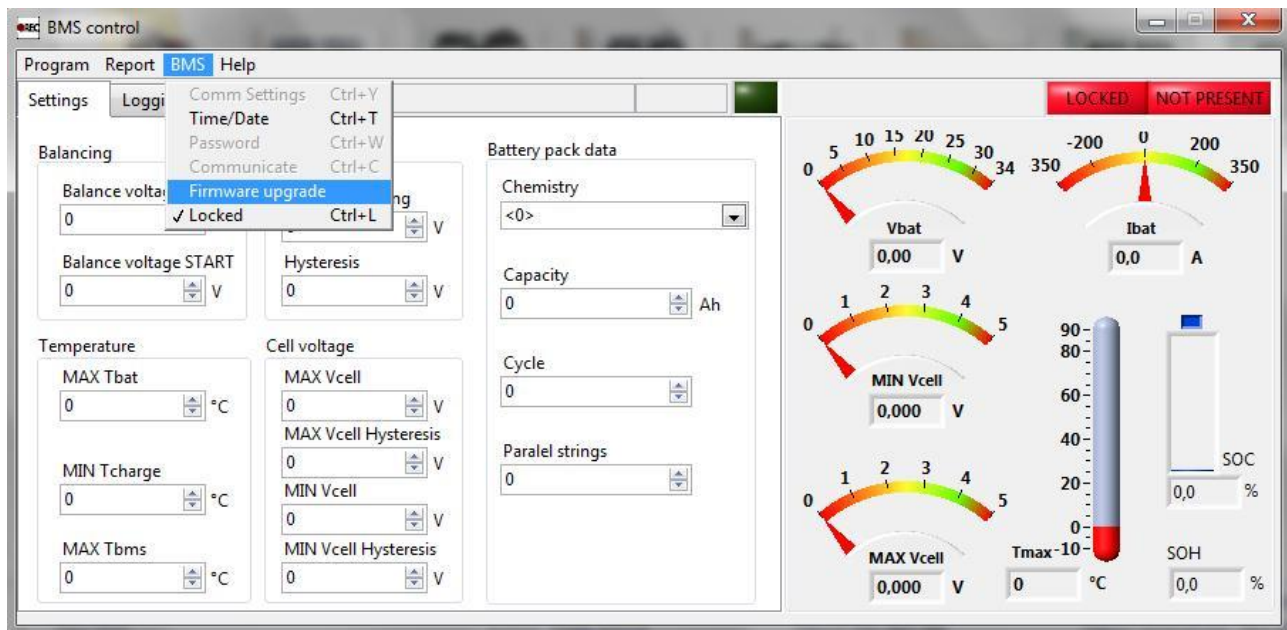 REC BMS control
Program Report BMS Help
Settings Loggi
Comm Settings Ctrl+Y
Time/Date Ctrl+T
Password Ctrl+W
Communicate Ctrl+C
Firmware upgrade
✓ Locked Ctrl+L
LOCKED NOT PRESENT
Balancing
Balance volta
0
ng
V
Balance voltage START
0 V
Hysteresis
0 V
Temperature
MAX Tbat
0 °C
MIN Tcharge
0 °C
MAX Tbms
0 °C
Cell voltage
MAX Vcell
0 V
MAX Vcell Hysteresis
0 V
MIN Vcell
0 V
MIN Vcell Hysteresis
0 V
Battery pack data
Chemistry
<0>
Capacity
0 Ah
Cycle
0
Paralel strings
0
0 5 10 15 20 25 30 34
Vbat
0,00 V
350 -200 0 200 350
Ibat
0,0 A
0 1 2 3 4 5
MIN Vcell
0,000 V
0 1 2 3 4 5
MAX Vcell
0,000 V
90
80
60
40
20
0
-10
Tmax
0 °C
SOC
0,0 %
SOH
0,0 %